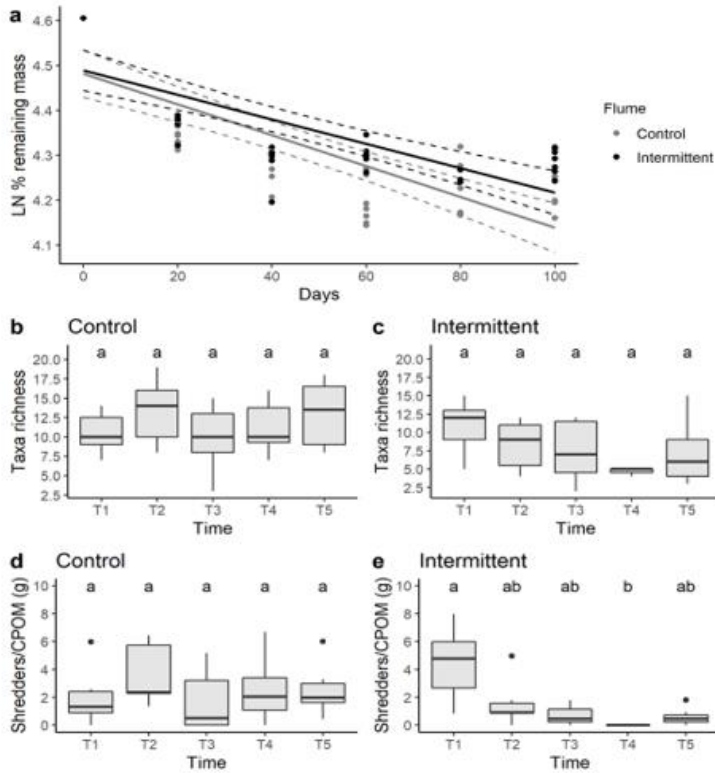 a
4.6
4.5
4.4
4.3
4.2
4.1
LN % remaining mass
0 20 40 60 80 100
Days
Flume
Control
Intermittent
b Control
a a a a a
20.0
17.5
15.0
12.5
10.0
7.5
5.0
2.5
Taxa richness
T1 T2 T3 T4 T5
Time
c Intermittent
a a a a a
20.0
17.5
15.0
12.5
10.0
7.5
5.0
2.5
Taxa richness
T1 T2 T3 T4 T5
Time
d Control
a a a a a
10
8
6
4
2
0
Shredders/CPOM (g)
T1 T2 T3 T4 T5
Time
e Intermittent
a ab ab b ab
10
8
6
4
2
0
Shredders/CPOM (g)
T1 T2 T3 T4 T5
Time